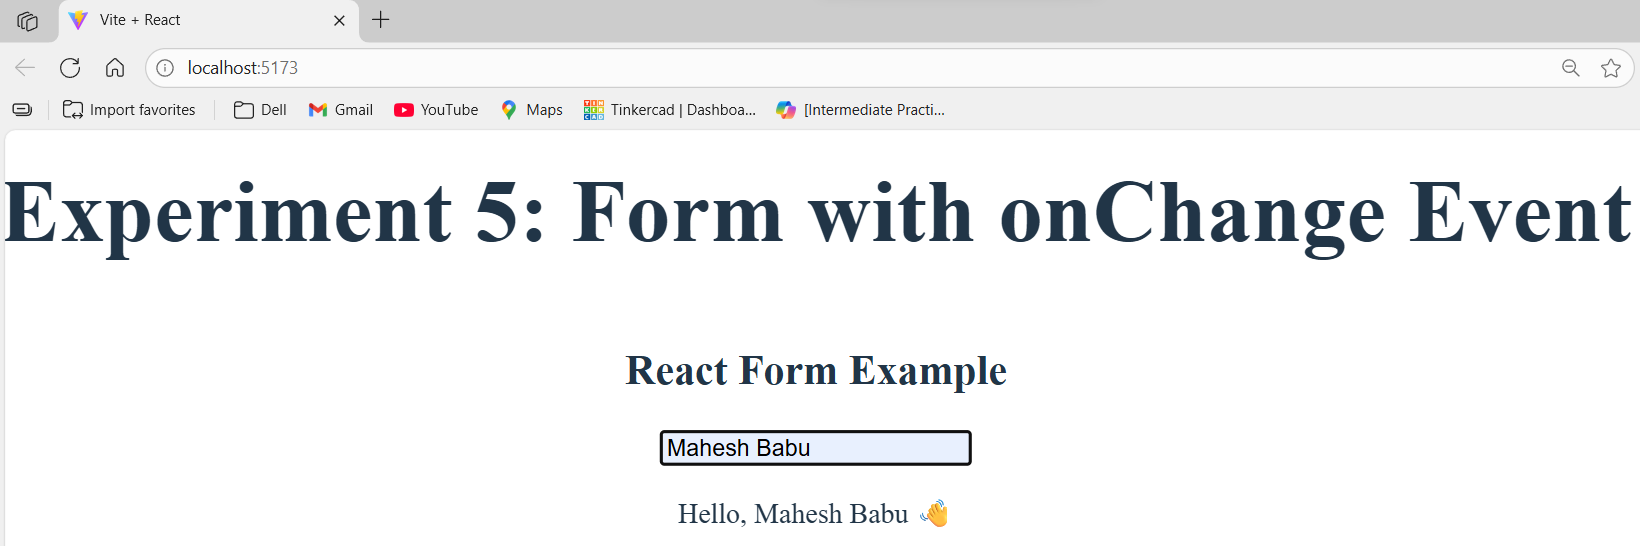 Vite + React
localhost:5173
Import favorites Dell Gmail YouTube Maps Tinkercad | Dashboa... [Intermediate Practi...
Experiment 5: Form with onChange Event
React Form Example
Mahesh Babu
Hello, Mahesh Babu 👋